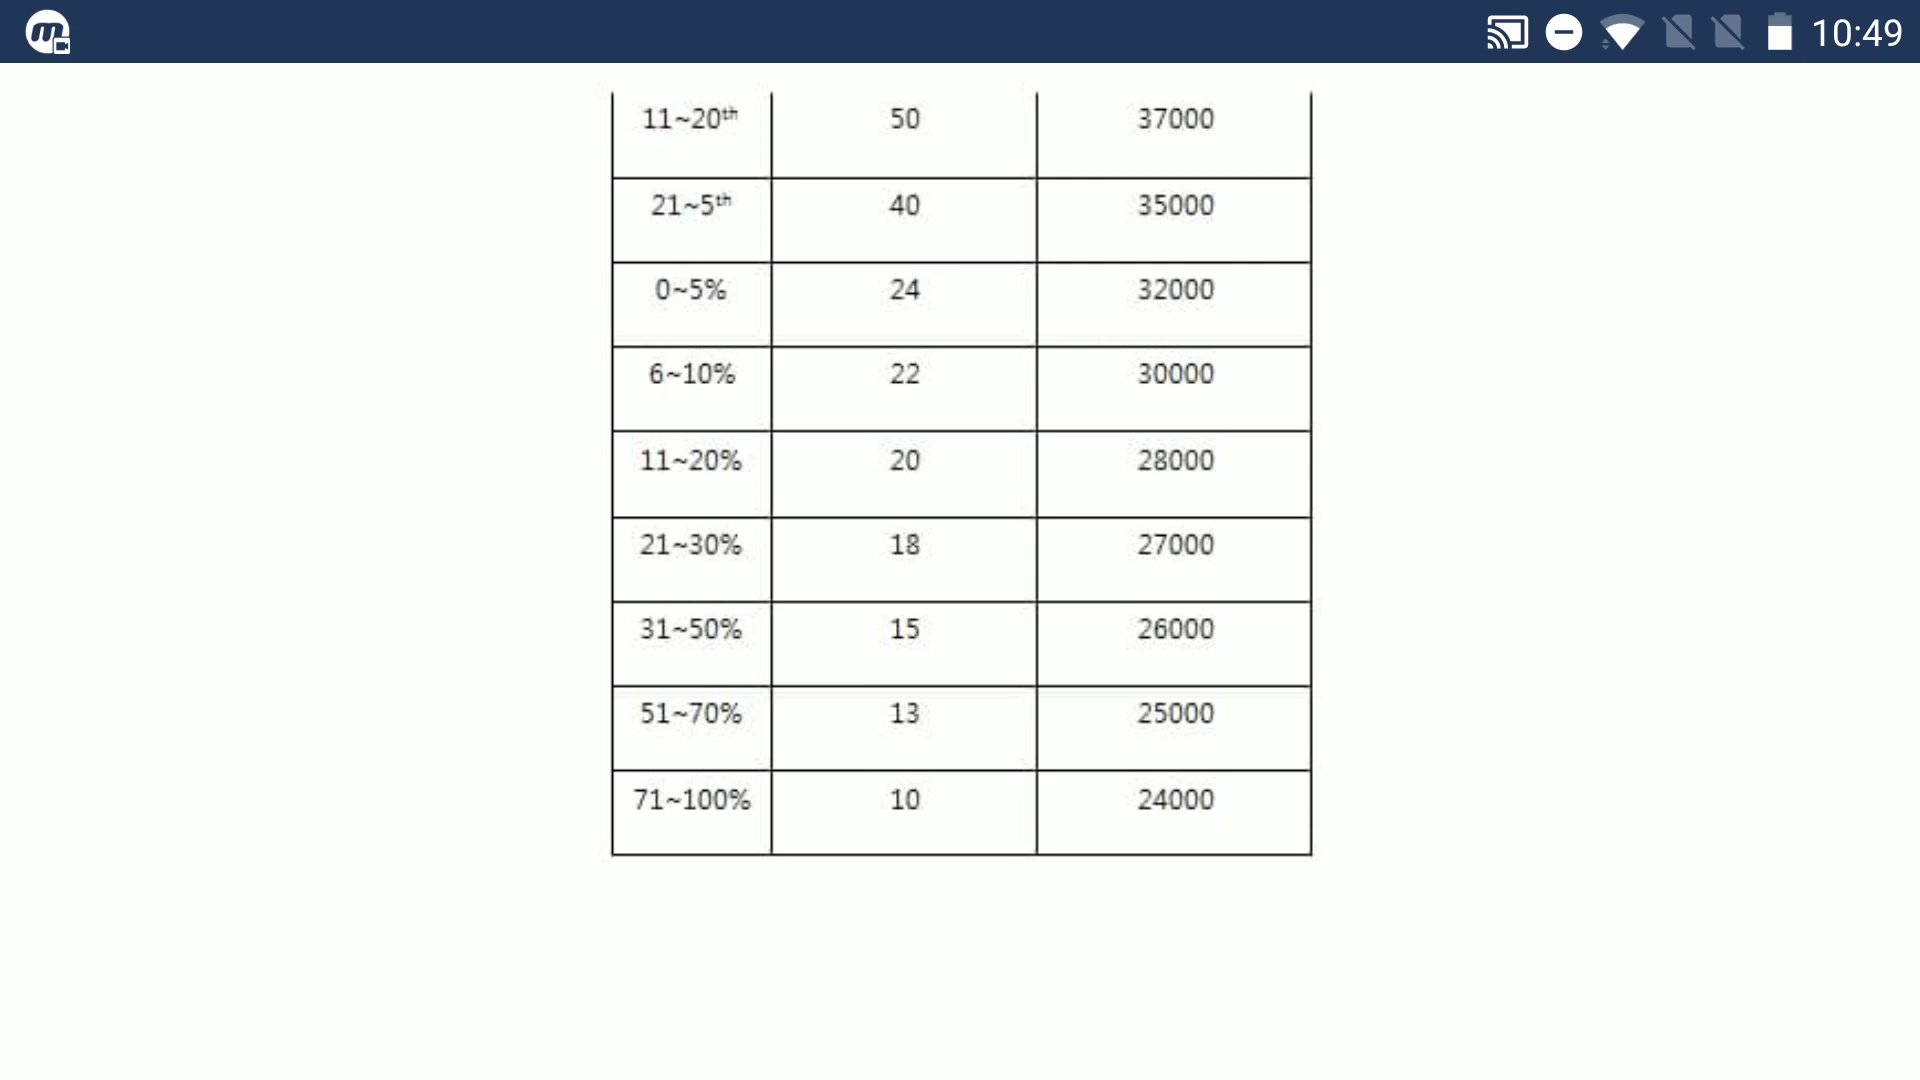 10:49
11~20th 50 37000
21~5th 40 35000
0~5% 24 32000
6~10% 22 30000
11~20% 20 28000
21~30% 18 27000
31~50% 15 26000
51~70% 13 25000
71~100% 10 24000